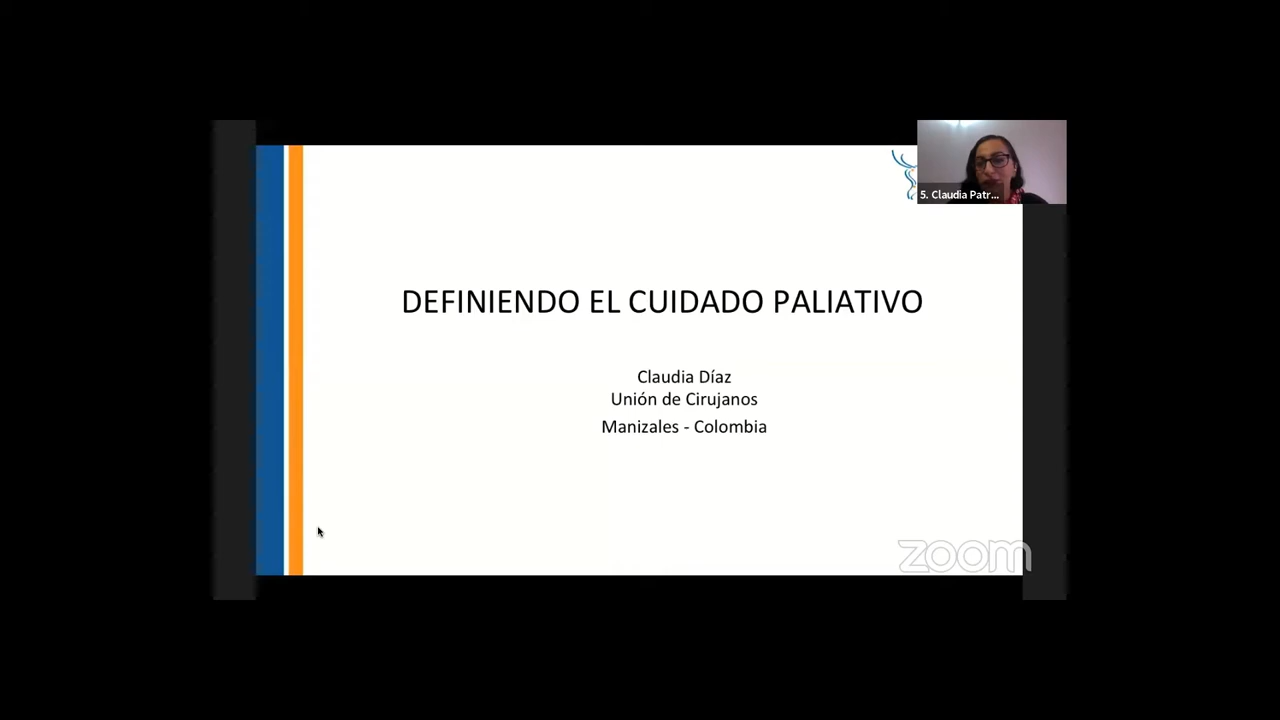 5. Claudia Patr...
DEFINIENDO EL CUIDADO PALIATIVO
Claudia Díaz
Unión de Cirujanos
Manizales - Colombia
zoom